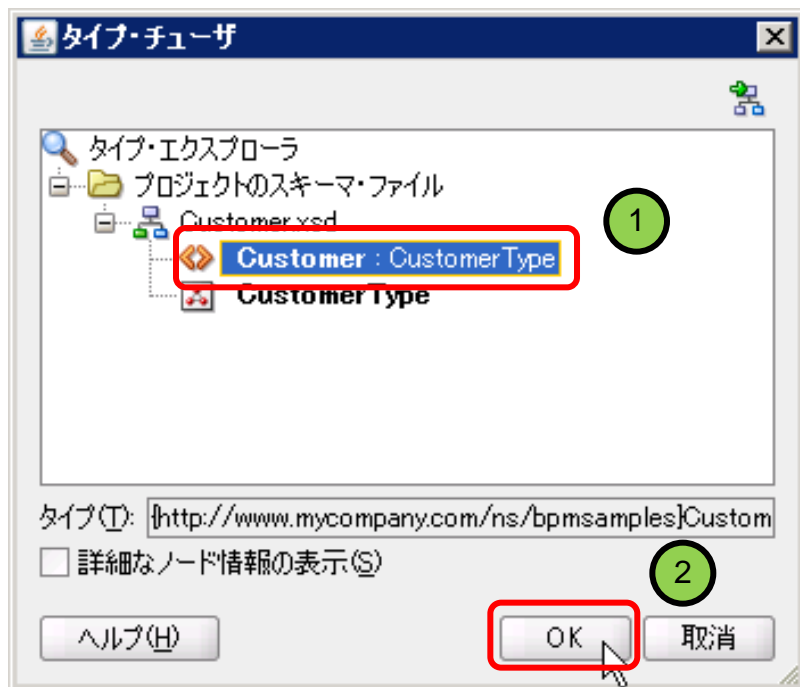 タイプ・チューザ
タイプ・エクスプローラ
プロジェクトのスキーマ・ファイル
Customer.xsd
1
Customer : CustomerType
CustomerType
タイプ(T): {http://www.mycompany.com/ns/bpmsamples}Custom
詳細なノード情報の表示(S)
2
ヘルプ(H) OK 取消